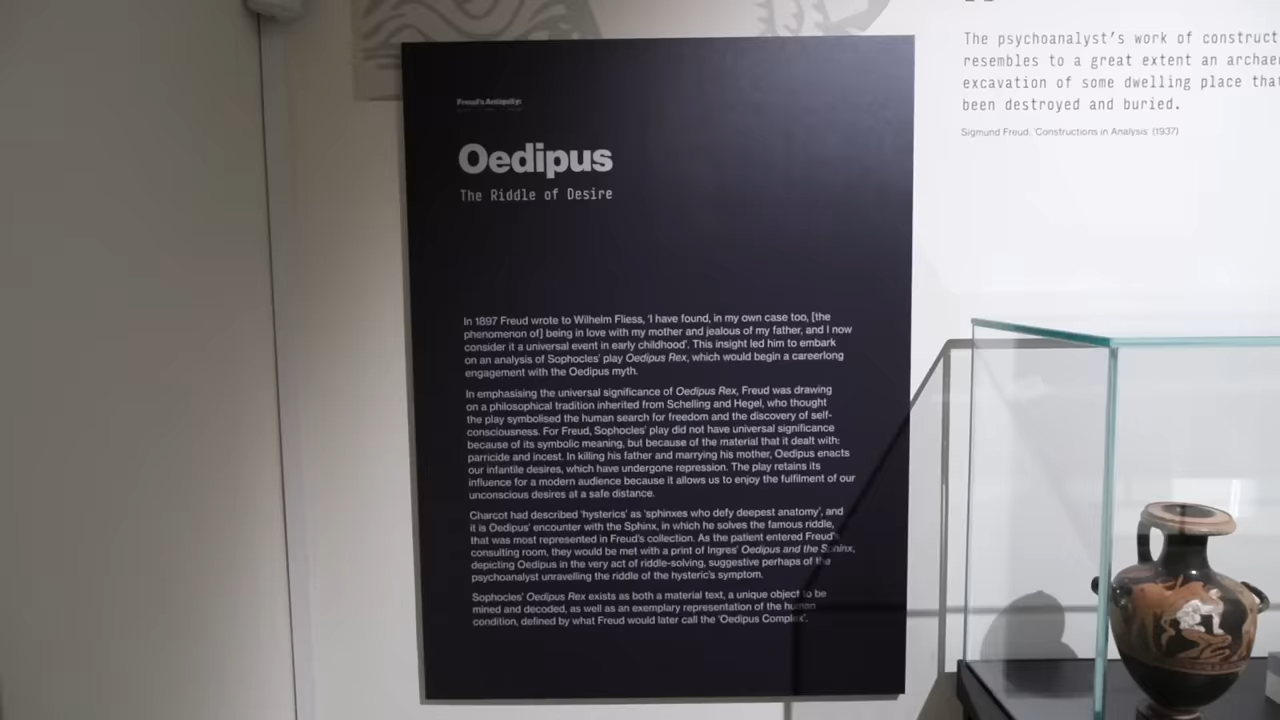 Freud's Antiquity:
Oedipus
The Riddle of Desire
In 1897 Freud wrote to Wilhelm Fliess, 'I have found, in my own case too, [the
phenomenon of] being in love with my mother and jealous of my father, and I now
consider it a universal event in early childhood'. This insight led him to embark
on an analysis of Sophocles' play Oedipus Rex, which would begin a careerlong
engagement with the Oedipus myth.
In emphasising the universal significance of Oedipus Rex, Freud was drawing
on a philosophical tradition inherited from Schelling and Hegel, who thought
the play symbolised the human search for freedom and the discovery of self-
consciousness. For Freud, Sophocles' play did not have universal significance
because of its symbolic meaning, but because of the material that it dealt with:
parricide and incest. In killing his father and marrying his mother, Oedipus enacts
our infantile desires, which have undergone repression. The play retains its
influence for a modern audience because it allows us to enjoy the fulfilment of our
unconscious desires at a safe distance.
Charcot had described 'hysterics' as 'sphinxes who defy deepest anatomy', and
it is Oedipus' encounter with the Sphinx, in which he solves the famous riddle,
that was most represented in Freud's collection. As the patient entered Freud's
consulting room, they would be met with a print of Ingres' Oedipus and the Sphinx,
depicting Oedipus in the very act of riddle-solving, suggestive perhaps of the
psychoanalyst unravelling the riddle of the hysteric's symptom.
Sophocles' Oedipus Rex exists as both a material text, a unique object to be
mined and decoded, as well as an exemplary representation of the human
condition, defined by what Freud would later call the 'Oedipus Complex'.
The psychoanalyst's work of construct
resembles to a great extent an archae
excavation of some dwelling place that
been destroyed and buried.
Sigmund Freud, 'Constructions in Analysis' (1937)